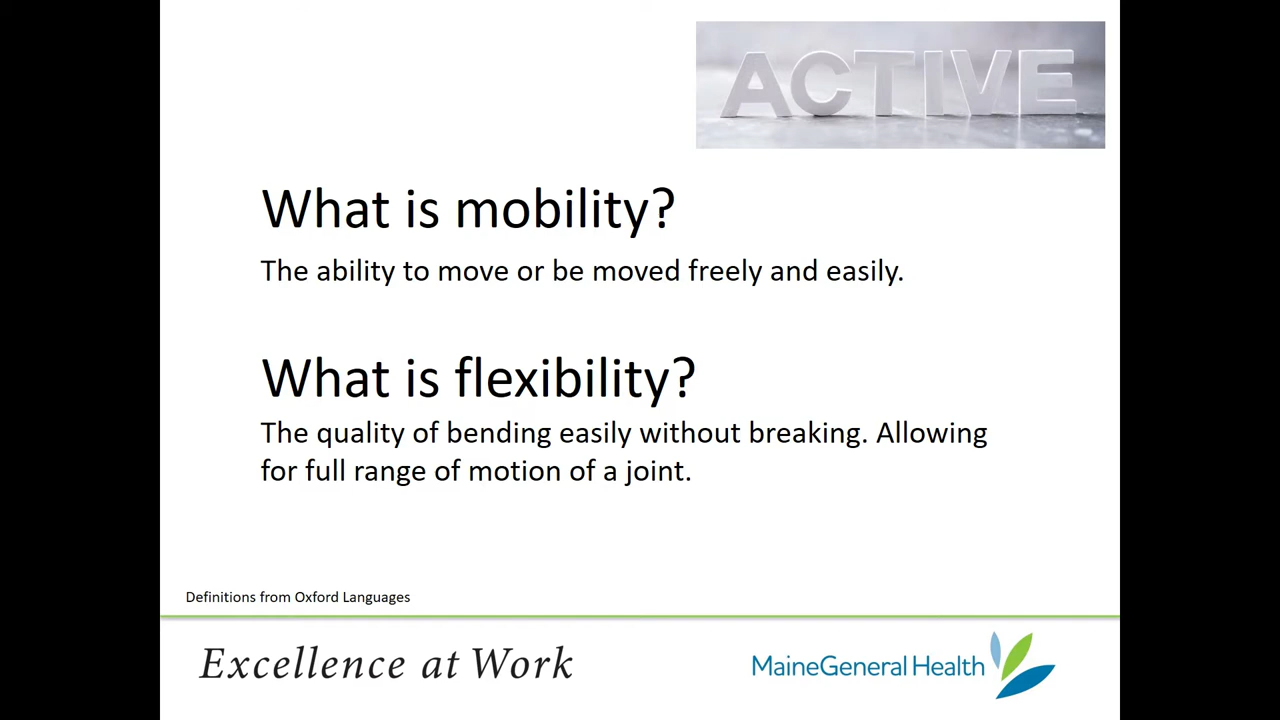 ACTIVE
What is mobility?
The ability to move or be moved freely and easily.
What is flexibility?
The quality of bending easily without breaking. Allowing
for full range of motion of a joint.
Definitions from Oxford Languages
Excellence at Work
MaineGeneral Health